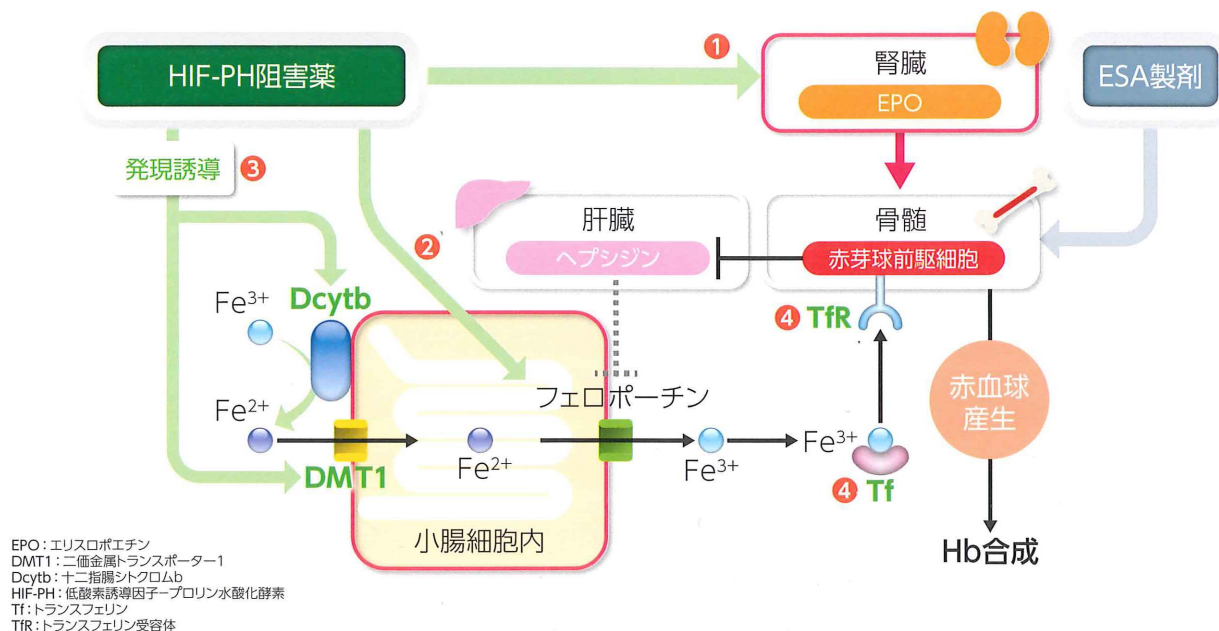 HIF-PH阻害薬
❶
腎臓
EPO
ESA製剤
発現誘導
❸
❷
肝臓
ヘプシジン
骨髄
赤芽球前駆細胞
Fe³⁺
Dcytb
❹ TfR
フェロポーチン
赤血球
産生
Fe²⁺
DMT1
Fe²⁺
Fe³⁺
Fe³⁺
❹ Tf
小腸細胞内
Hb合成
EPO：エリスロポエチン
DMT1：二価金属トランスポーター1
Dcytb：十二指腸シトクロムb
HIF-PH：低酸素誘導因子−プロリン水酸化酵素
Tf：トランスフェリン
TfR：トランスフェリン受容体